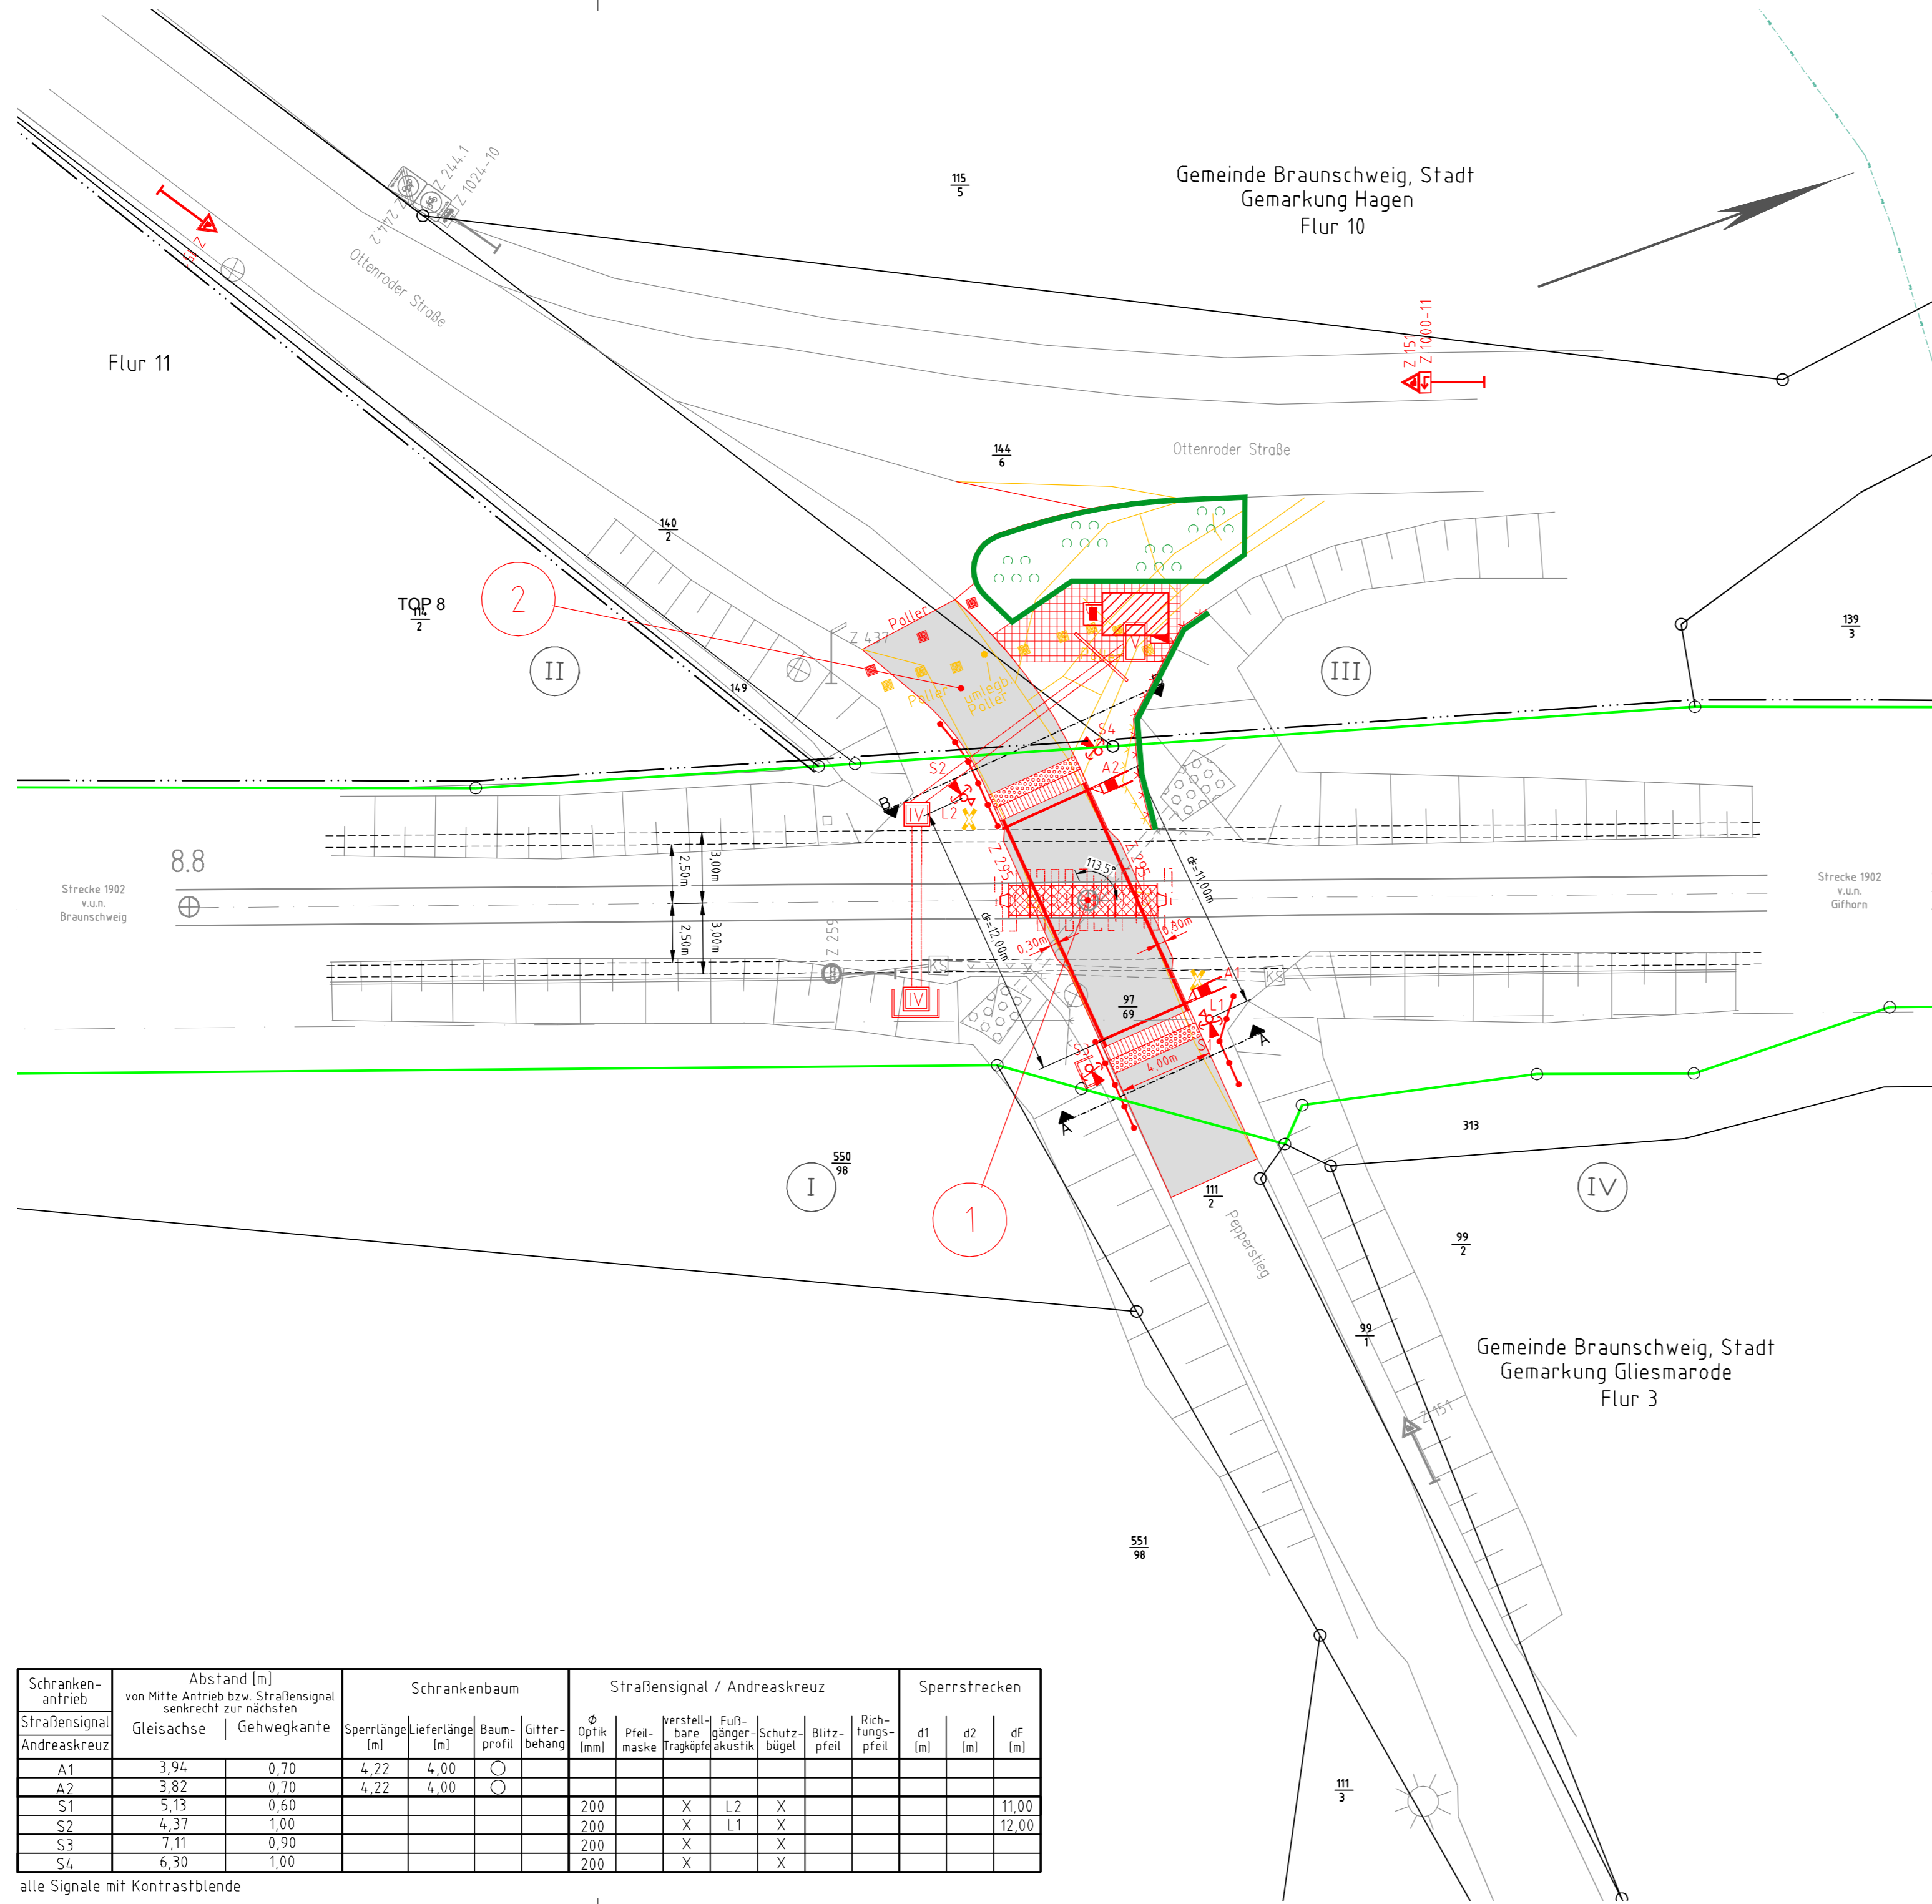 Gemeinde Braunschweig, Stadt
Gemarkung Hagen
Flur 10
115
5
Z 244.2
Z 244.1
Z 1024-10
Ottenroder Straße
Flur 11
Z 151
Z 1000-11
Ottenroder Straße
144
6
140
2
TOP 8
2
2
Poller
Z 437
139
3
II
III
149
Poller
umlegb.
Poller
V
B
S4
A2
S2
L2
B
IV
8.8
3,00m
2,50m
Z 295
Z 295
113.5°
dF=11,00m
Strecke 1902
v.u.n.
Braunschweig
Strecke 1902
v.u.n.
Gifhorn
2,50m
3,00m
dF=12,00m
0,30m
0,30m
Z 259
KS
KS
IV
A1
L1
97
69
S1
S3
A
A
4,00m
313
550
98
I
IV
111
2
1
Pepperstieg
99
2
99
1
Gemeinde Braunschweig, Stadt
Gemarkung Gliesmarode
Flur 3
Z 151
551
98
111
3
Schranken-
antrieb
Straßensignal
Andreaskreuz
Abstand [m]
von Mitte Antrieb bzw. Straßensignal
senkrecht zur nächsten
Gleisachse
Gehwegkante
Schrankenbaum
Sperrlänge
[m]
Lieferlänge
[m]
Baum-
profil
Gitter-
behang
Straßensignal / Andreaskreuz
Ø
Optik
[mm]
Pfeil-
maske
verstell-
bare
Tragköpfe
Fuß-
gänger-
akustik
Schutz-
bügel
Blitz-
pfeil
Rich-
tungs-
pfeil
Sperrstrecken
d1
[m]
d2
[m]
dF
[m]
A1 3,94 0,70 4,22 4,00
A2 3,82 0,70 4,22 4,00
S1 5,13 0,60 200 X L2 X 11,00
S2 4,37 1,00 200 X L1 X 12,00
S3 7,11 0,90 200 X X
S4 6,30 1,00 200 X X
alle Signale mit Kontrastblende